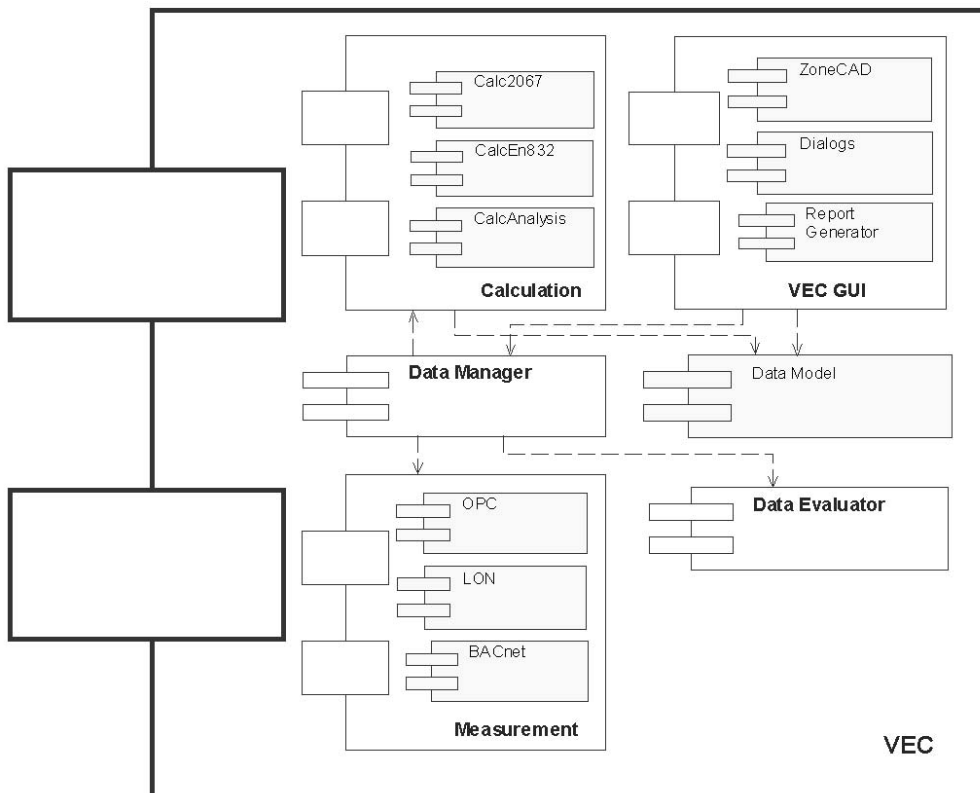 Calc2067
CalcEn832
CalcAnalysis
Calculation
ZoneCAD
Dialogs
Report
Generator
VEC GUI
Data Manager
Data Model
OPC
LON
BACnet
Measurement
Data Evaluator
VEC